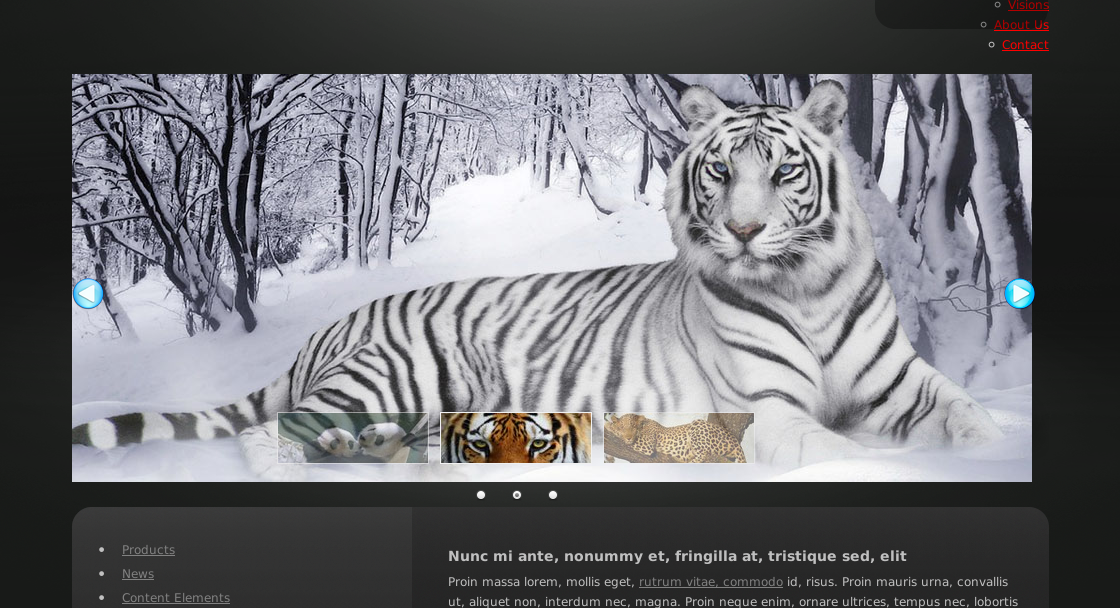 Visions
About Us
Contact
Products
News
Content Elements
Nunc mi ante, nonummy et, fringilla at, tristique sed, elit
Proin massa lorem, mollis eget, rutrum vitae, commodo id, risus. Proin mauris urna, convallis
ut, aliquet non, interdum nec, magna. Proin neque enim, ornare ultrices, tempus nec, lobortis